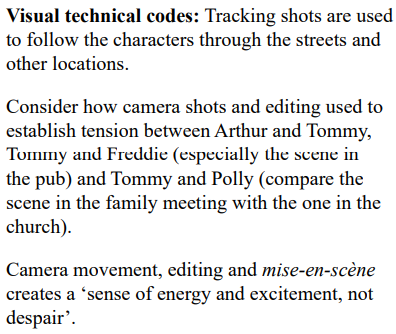 Visual technical codes: Tracking shots are used
to follow the characters through the streets and
other locations.
Consider how camera shots and editing used to
establish tension between Arthur and Tommy,
Tommy and Freddie (especially the scene in
the pub) and Tommy and Polly (compare the
scene in the family meeting with the one in the
church).
Camera movement, editing and mise-en-scène
creates a ‘sense of energy and excitement, not
despair’.